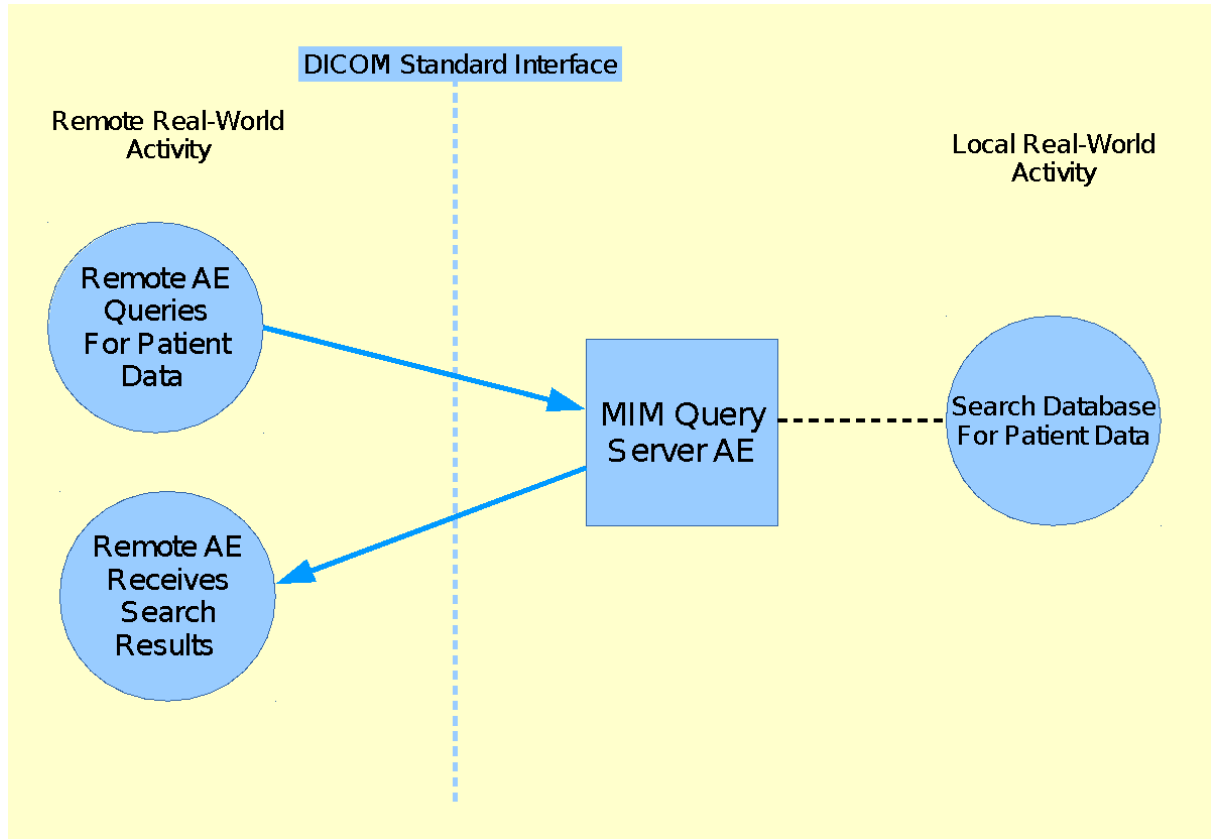 DICOM Standard Interface
Remote Real-World
Activity
Local Real-World
Activity
Remote AE
Queries
For Patient
Data
MIM Query
Server AE
Search Database
For Patient Data
Remote AE
Receives
Search
Results